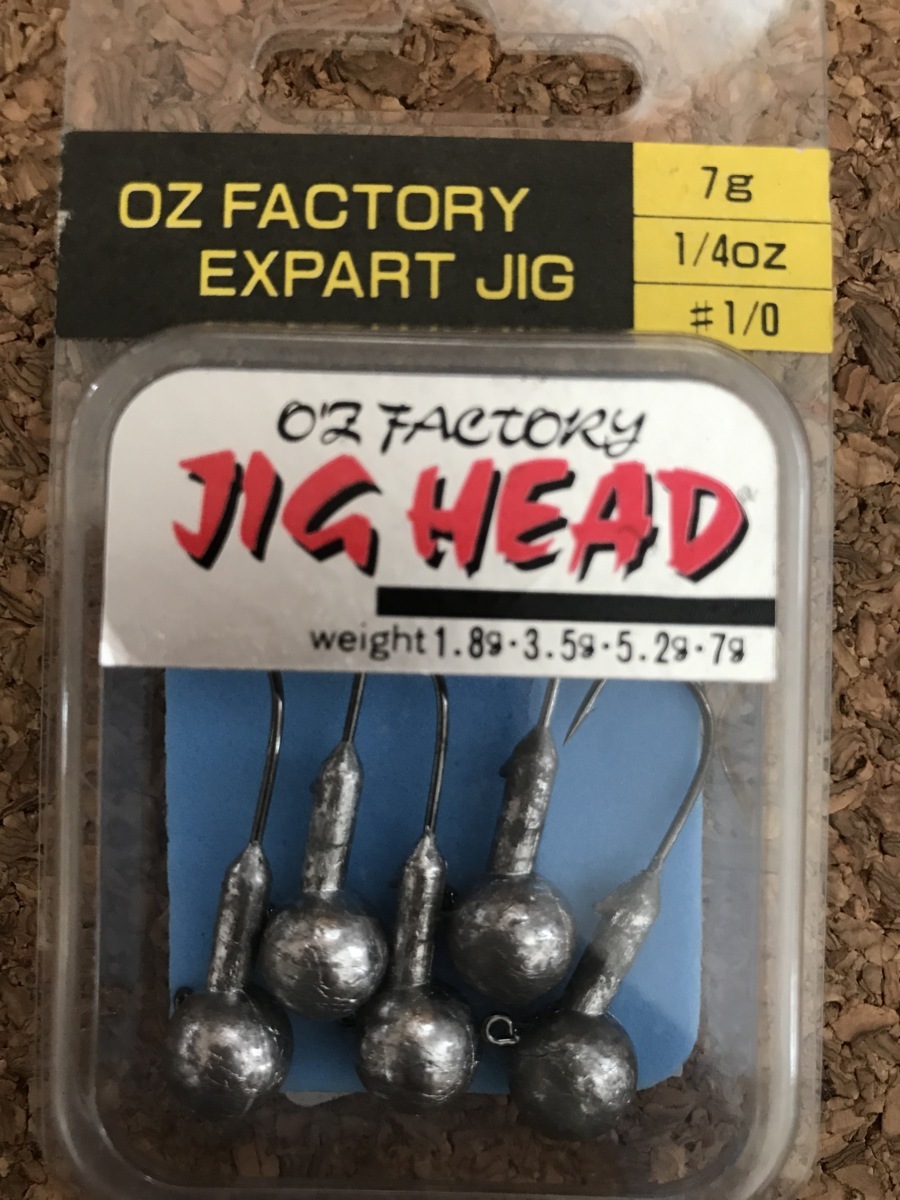 OZ FACTORY
EXPART JIG
7g
1/4oz
#1/0
O'Z FACTORY
JIG HEAD
weight 1.8g·3.5g·5.2g·7g